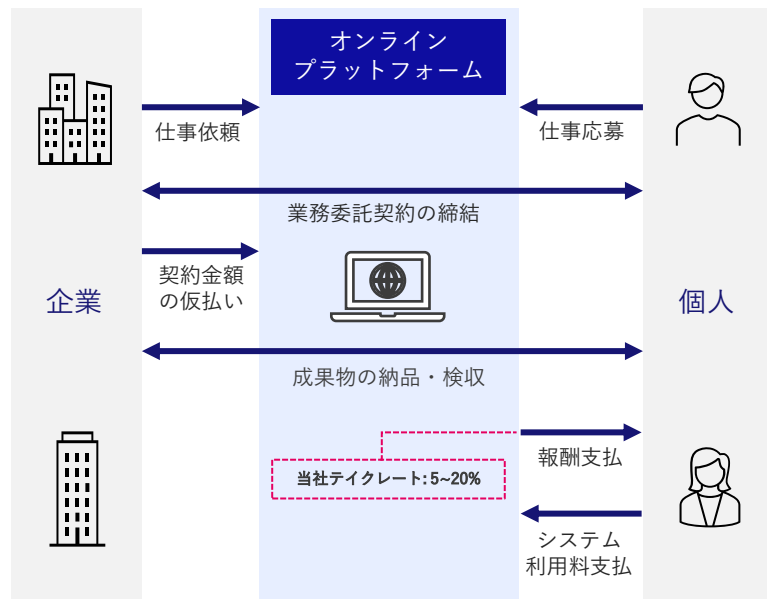 オンライン
プラットフォーム
仕事依頼
仕事応募
業務委託契約の締結
契約金額
の仮払い
企業
個人
成果物の納品・検収
報酬支払
当社テイクレート:5~20%
システム
利用料支払